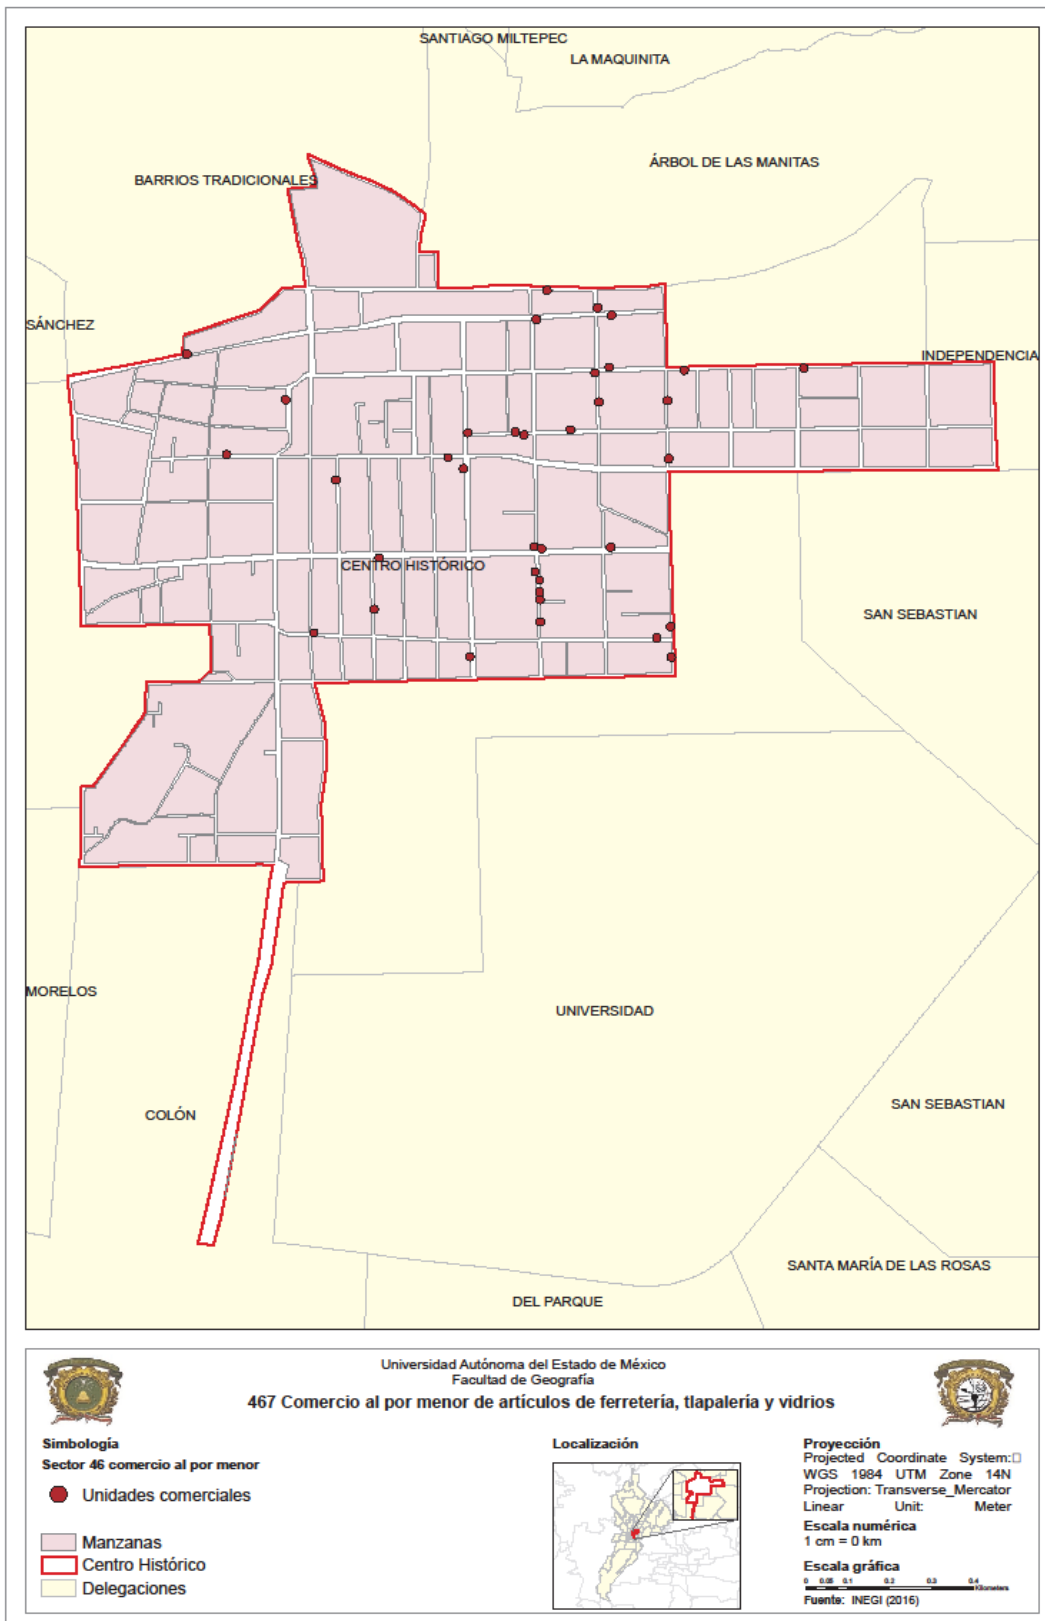 SANTIAGO MILTEPEC
LA MAQUINITA
ÁRBOL DE LAS MANITAS
BARRIOS TRADICIONALES
SÁNCHEZ
INDEPENDENCIA
CENTRO HISTÓRICO
SAN SEBASTIAN
MORELOS
UNIVERSIDAD
COLÓN
SAN SEBASTIAN
SANTA MARÍA DE LAS ROSAS
DEL PARQUE
Universidad Autónoma del Estado de México
Facultad de Geografía
467 Comercio al por menor de artículos de ferretería, tlapalería y vidrios
Simbología
Sector 46 comercio al por menor
Unidades comerciales
Manzanas
Centro Histórico
Delegaciones
Localización
Proyección
Projected Coordinate System:□
WGS 1984 UTM Zone 14N
Projection: Transverse_Mercator
Linear Unit: Meter
Escala numérica
1 cm = 0 km
Escala gráfica
0 0.05 0.1 0.2 0.3 0.4
Kilometers
Fuente: INEGI (2016)